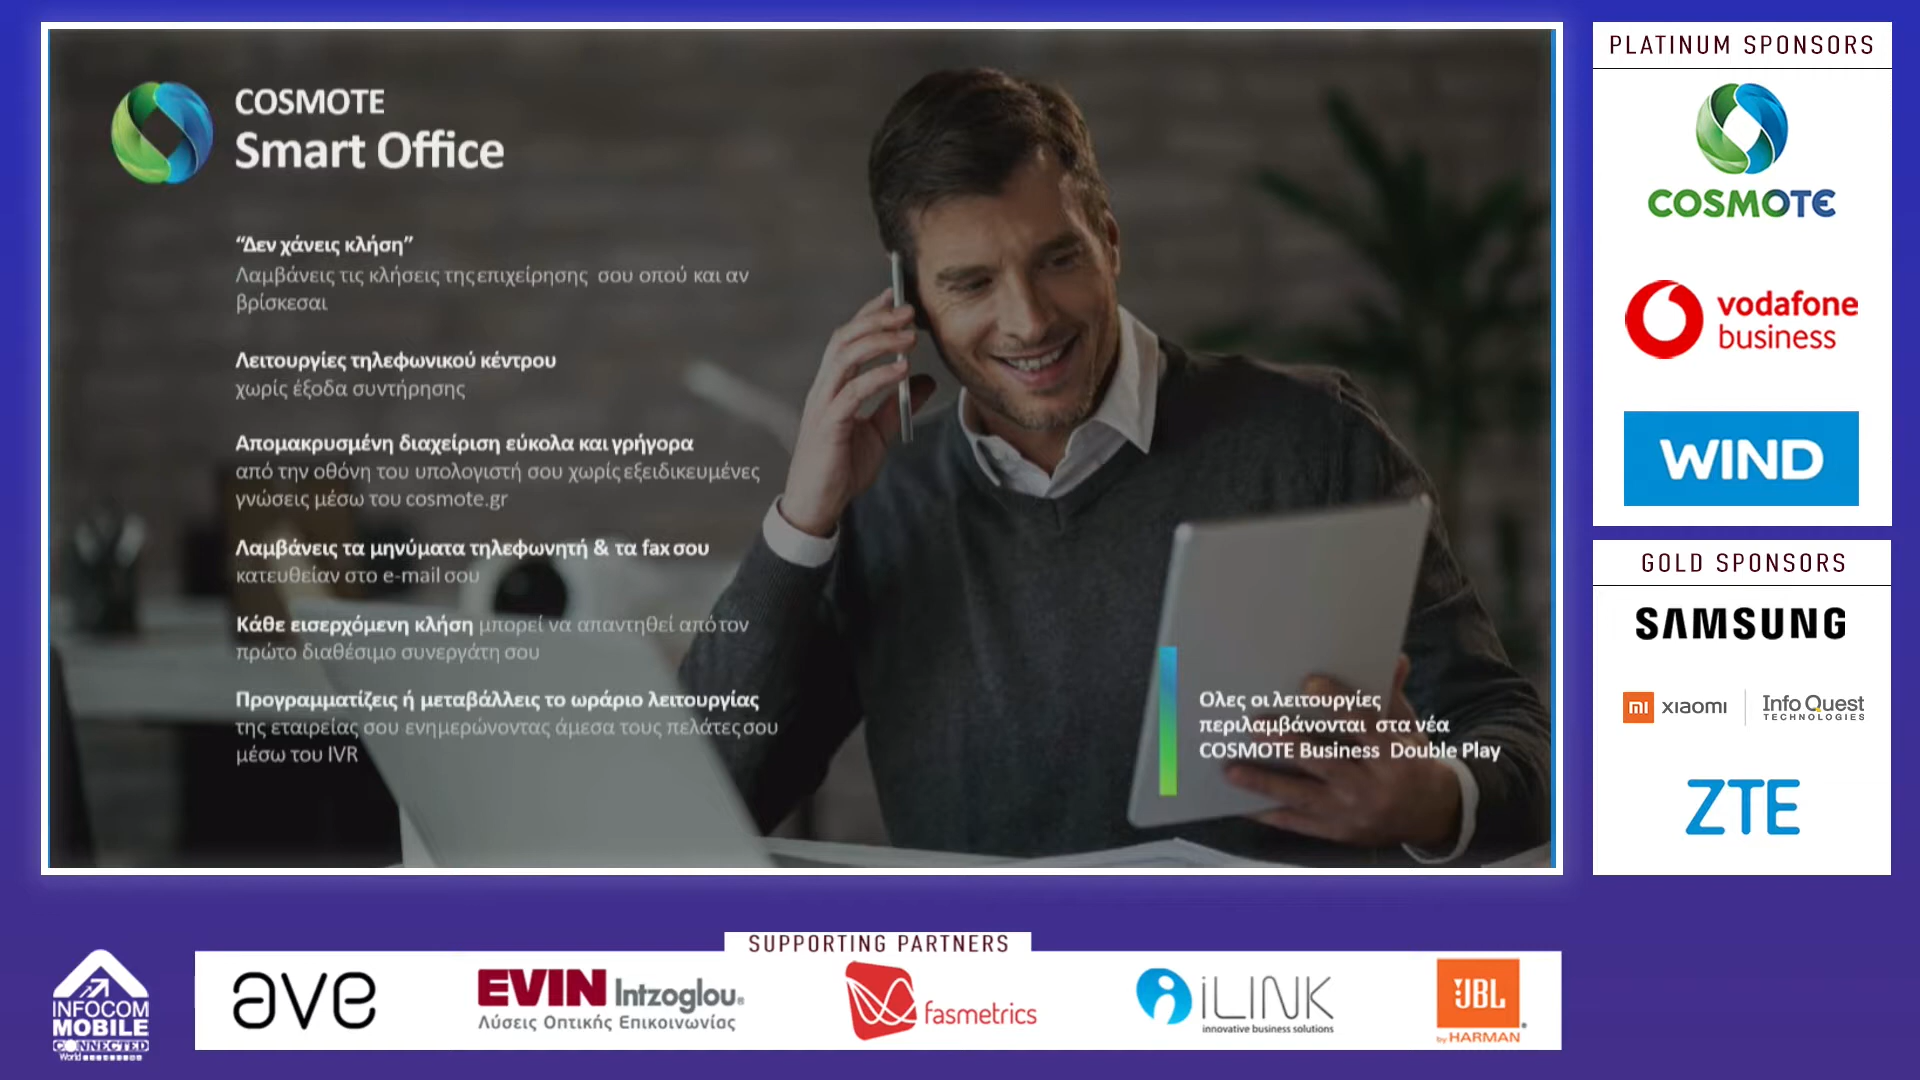 COSMOTE
Smart Office
“Δεν χάνεις κλήση”
Λαμβάνεις τις κλήσεις της επιχείρησης σου οπού και αν
βρίσκεσαι
Λειτουργίες τηλεφωνικού κέντρου
χωρίς έξοδα συντήρησης
Απομακρυσμένη διαχείριση εύκολα και γρήγορα
από την οθόνη του υπολογιστή σου χωρίς εξειδικευμένες
γνώσεις μέσω του cosmote.gr
Λαμβάνεις τα μηνύματα τηλεφωνητή & τα fax σου
κατευθείαν στο e-mail σου
Κάθε εισερχόμενη κλήση μπορεί να απαντηθεί από τον
πρώτο διαθέσιμο συνεργάτη σου
Προγραμματίζεις ή μεταβάλλεις το ωράριο λειτουργίας
της εταιρείας σου ενημερώνοντας άμεσα τους πελάτες σου
μέσω του IVR
Ολες οι λειτουργίες
περιλαμβάνονται στα νέα
COSMOTE Business Double Play
PLATINUM SPONSORS
COSMOTE
vodafone
business
WIND
GOLD SPONSORS
SAMSUNG
mi xiaomi Info Quest
TECHNOLOGIES
ZTE
SUPPORTING PARTNERS
INFOCOM
MOBILE
CONNECTED
World
ave
EVIN Intzoglou®
Λύσεις Οπτικής Επικοινωνίας
fasmetrics
iLINK
innovative business solutions
JBL
by HARMAN